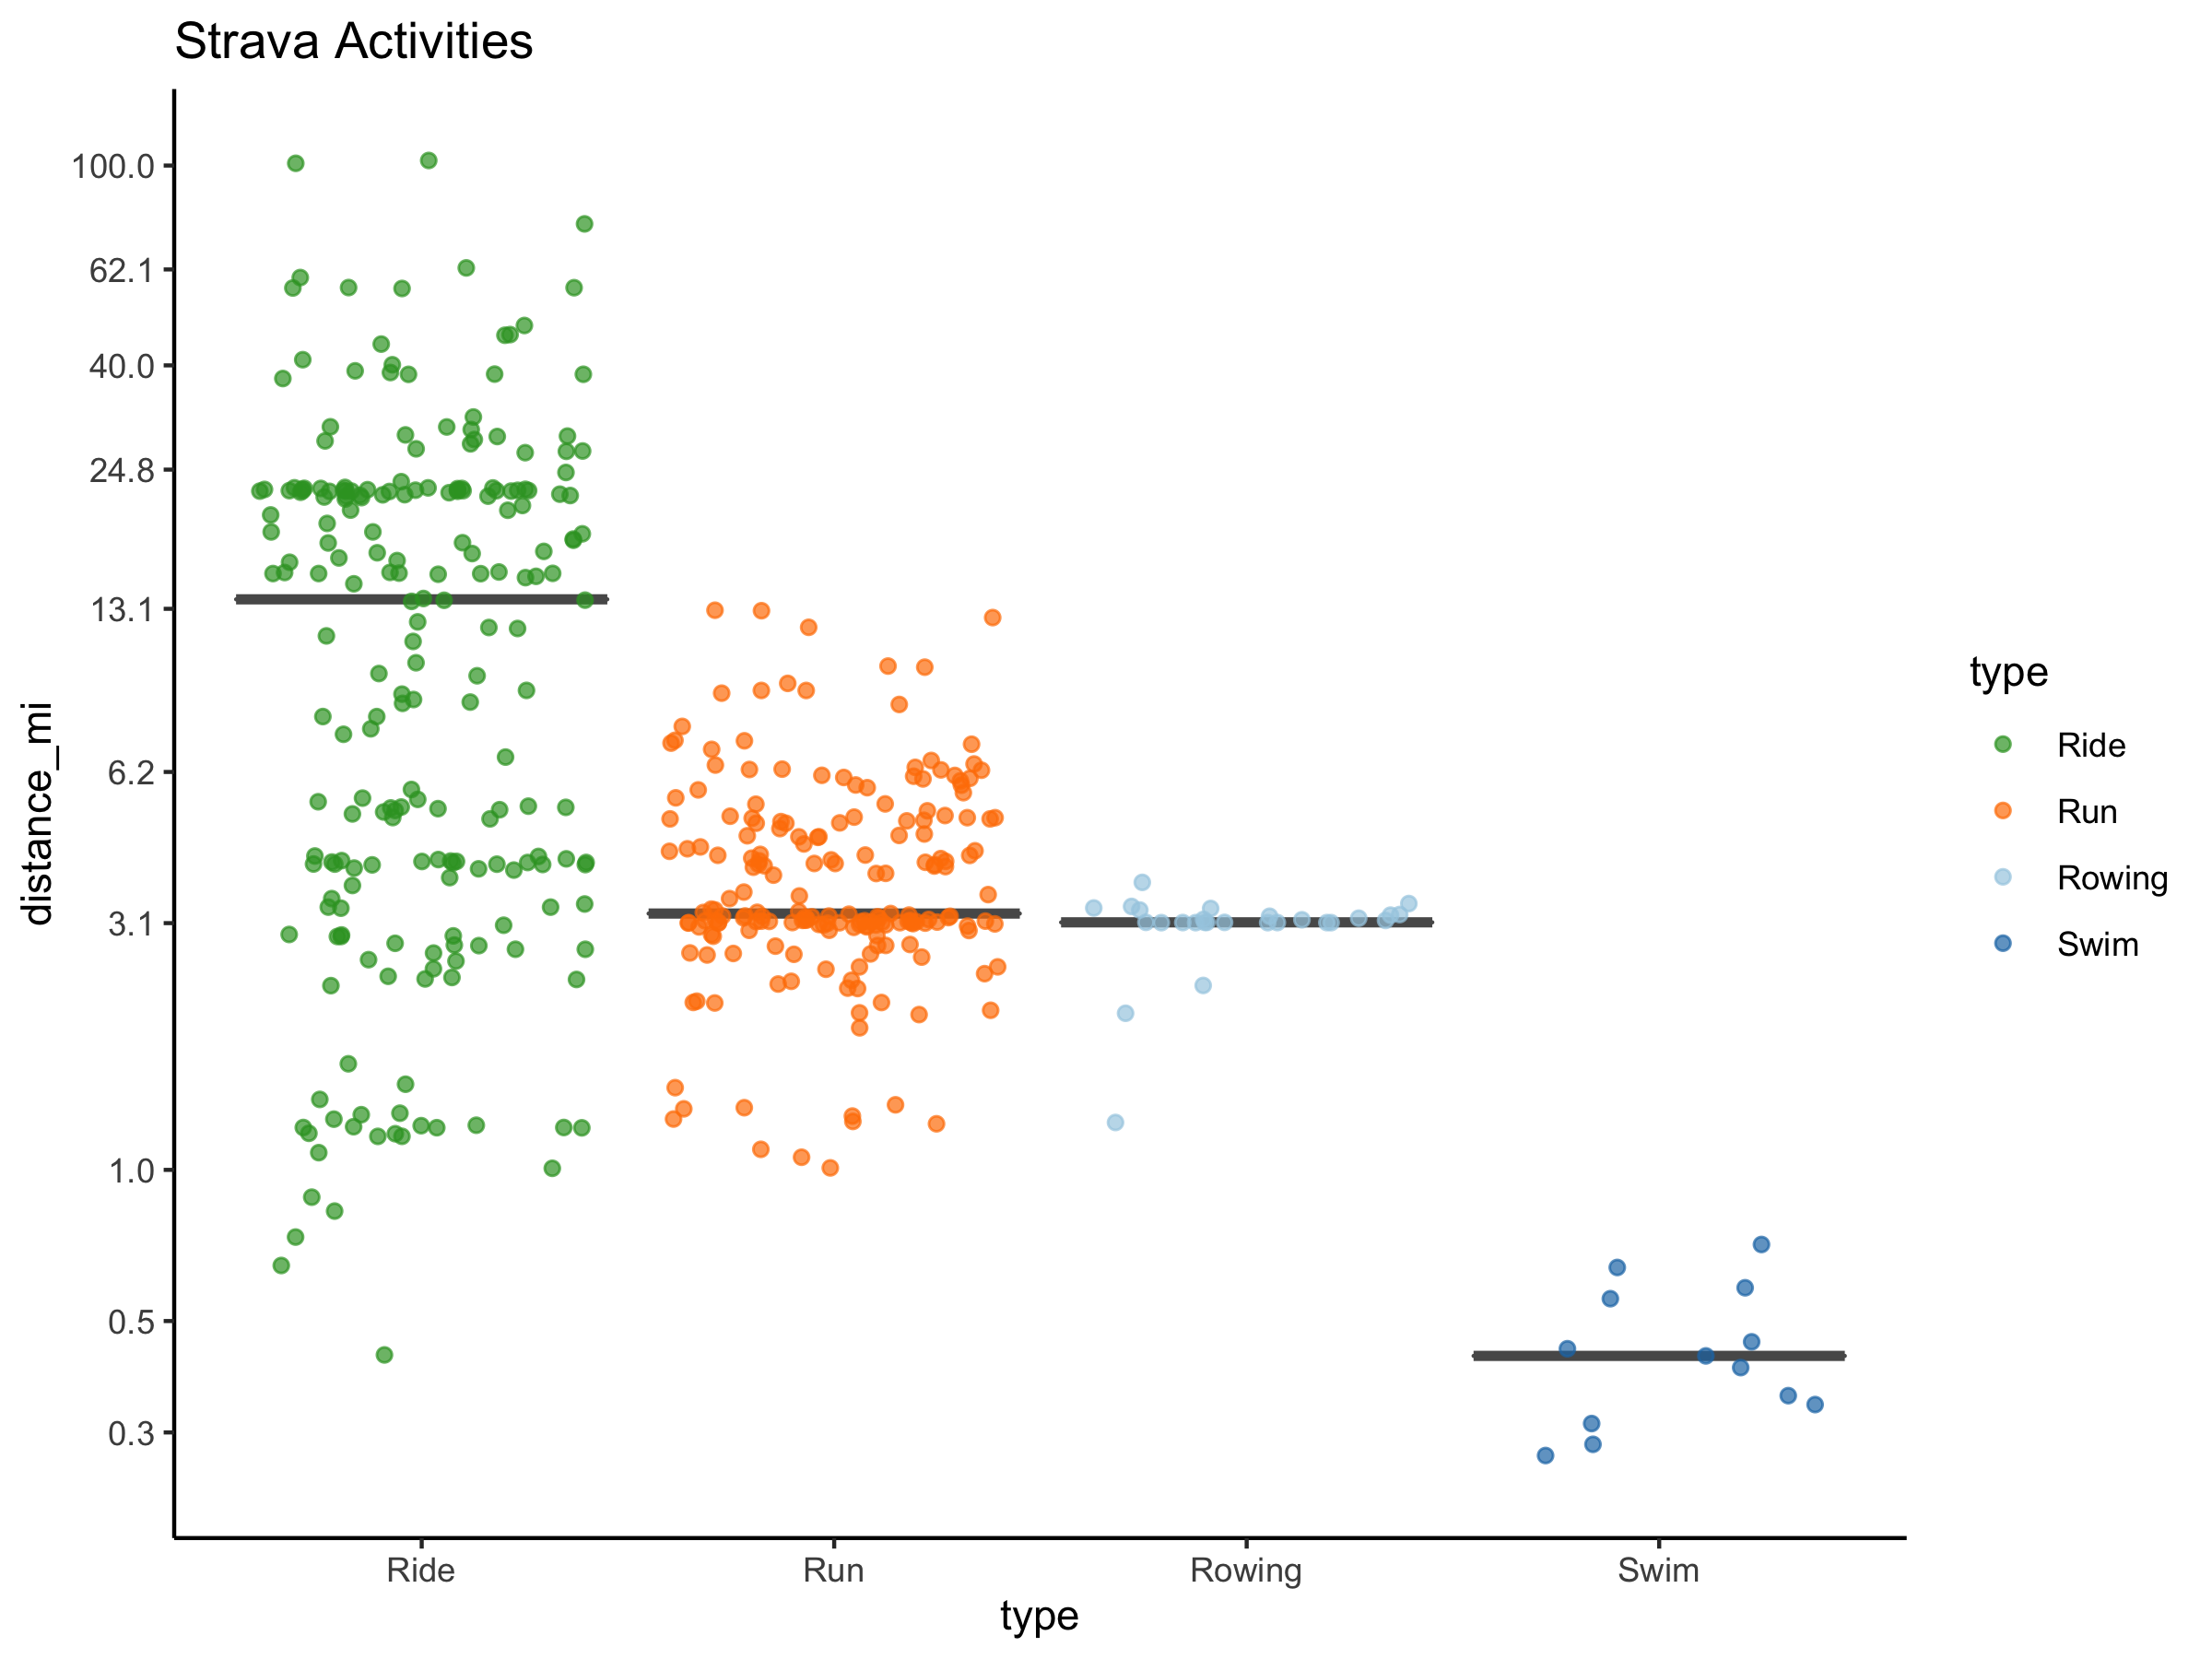 Strava Activities
100.0
62.1
40.0
24.8
13.1
6.2
3.1
1.0
0.5
0.3
distance_mi
Ride
Run
Rowing
Swim
type
type
Ride
Run
Rowing
Swim